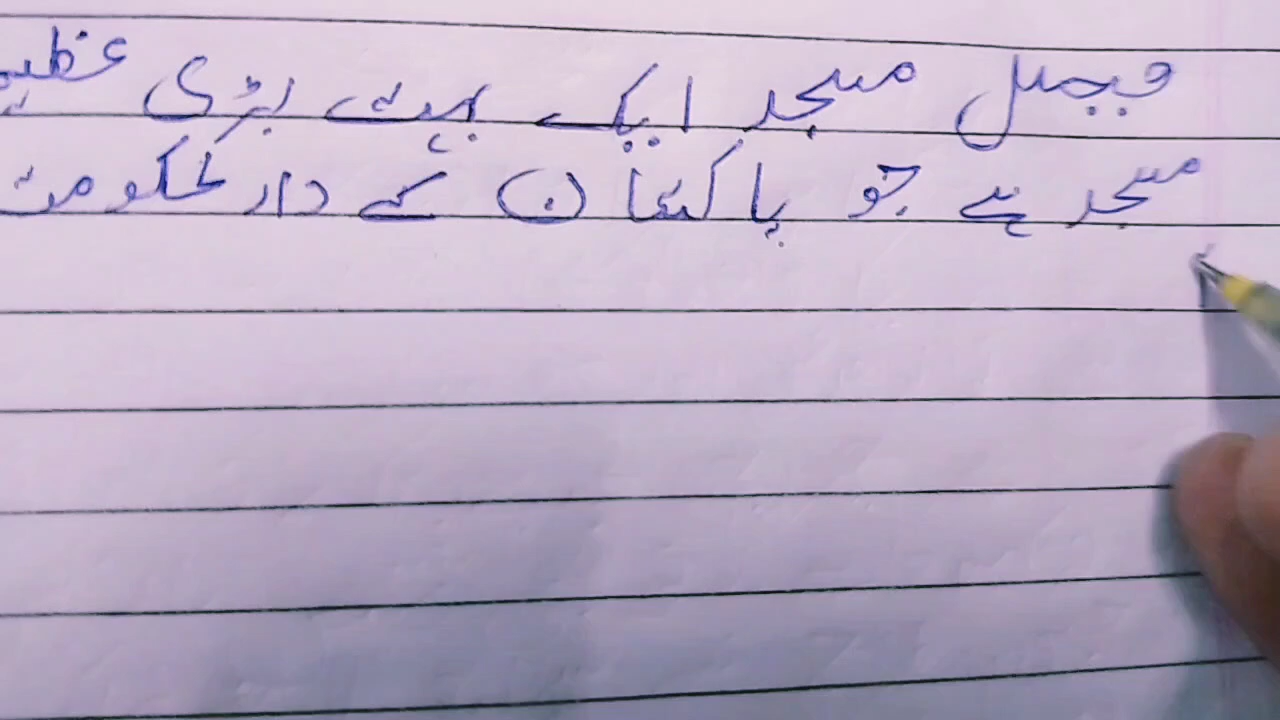 فیصل مسجد ایک بہت بڑی عظیم
مسجد ہے جو پاکستان کے دارلحکومت